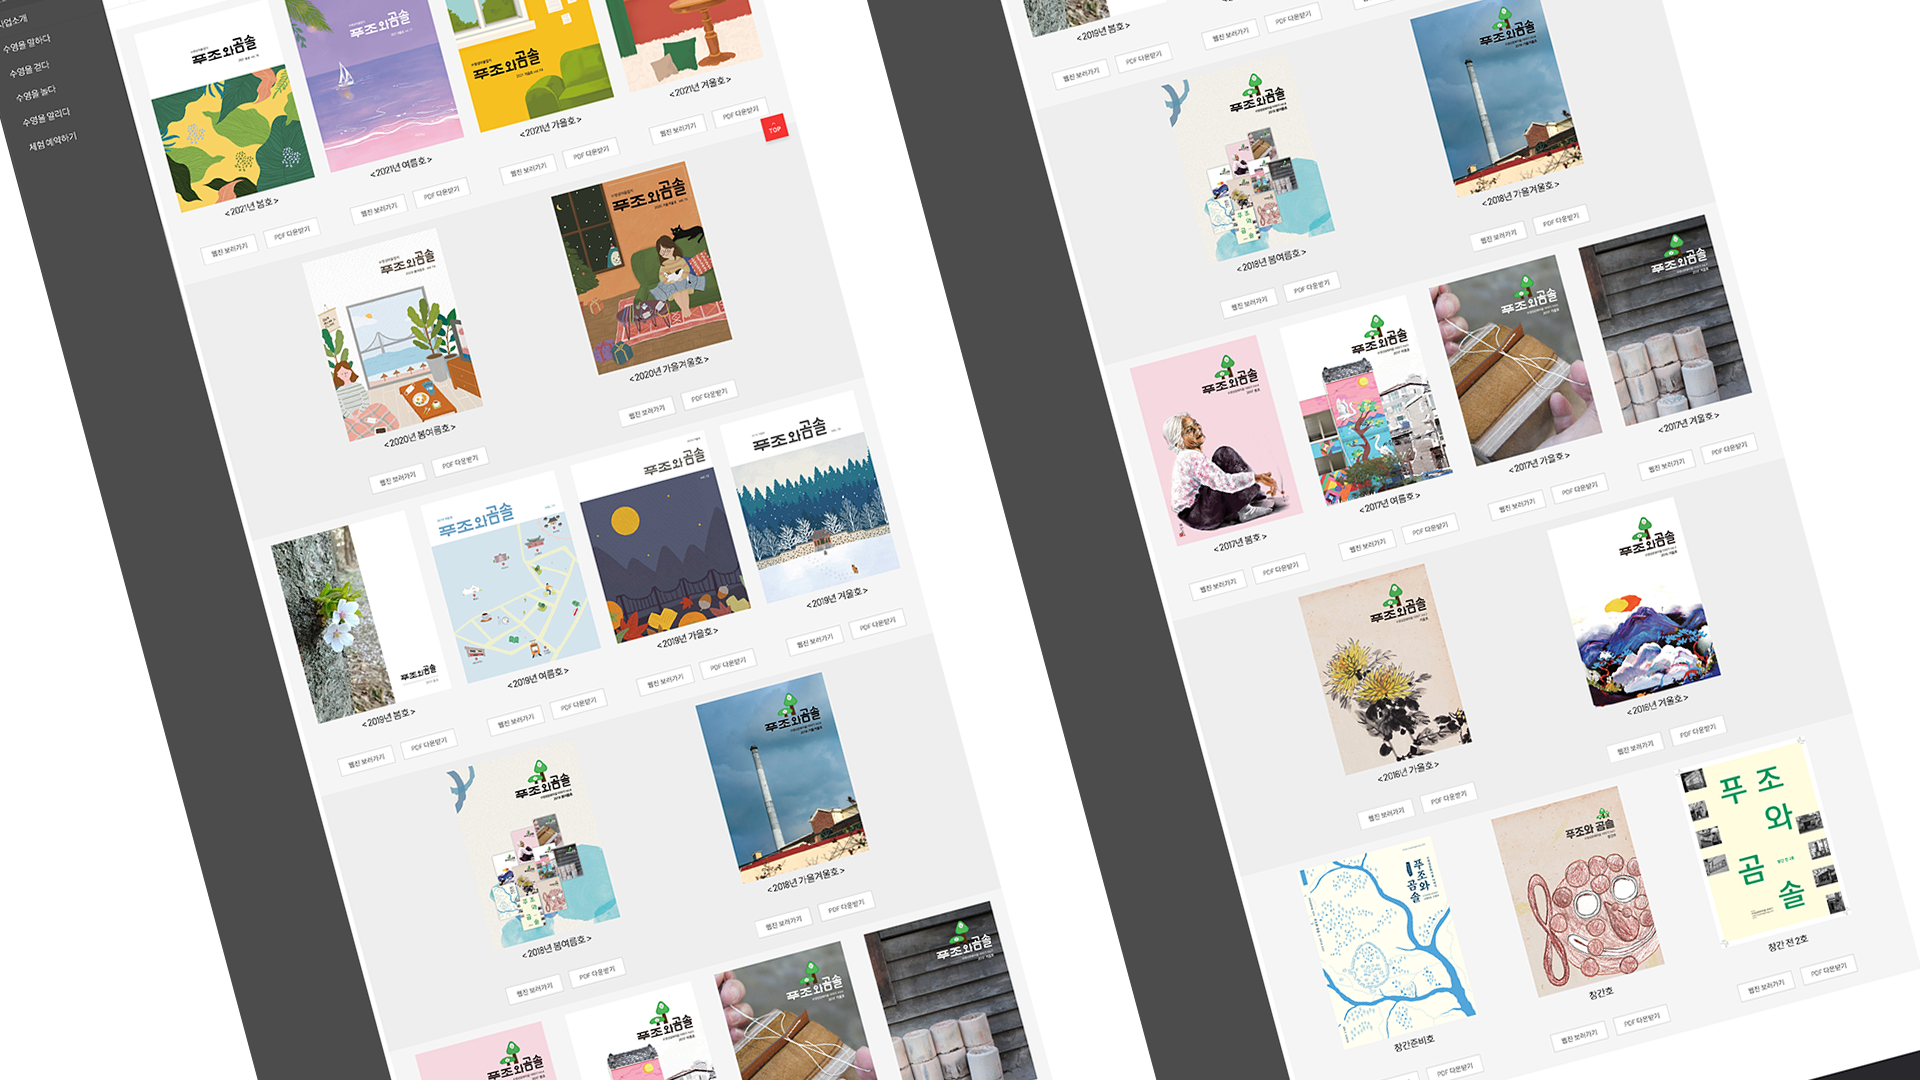 사업소개
수영을 말하다
수영을 걷다
수영을 놀다
수영을 알리다
체험 예약하기
푸조와곰솔
<2021년 봄호>
웹진 보러가기
PDF 다운받기
푸조와곰솔
<2021년 여름호>
웹진 보러가기
PDF 다운받기
푸조와곰솔
<2021년 가을호>
웹진 보러가기
PDF 다운받기
<2021년 겨울호>
웹진 보러가기
PDF 다운받기
TOP
푸조와곰솔
<2020년 봄여름호>
웹진 보러가기
PDF 다운받기
푸조와곰솔
<2020년 가을겨울호>
웹진 보러가기
PDF 다운받기
푸조와곰솔
<2019년 봄호>
웹진 보러가기
PDF 다운받기
푸조와곰솔
<2019년 여름호>
웹진 보러가기
PDF 다운받기
푸조와곰솔
<2019년 가을호>
웹진 보러가기
PDF 다운받기
푸조와곰솔
<2019년 겨울호>
웹진 보러가기
PDF 다운받기
푸조와곰솔
<2018년 봄여름호>
웹진 보러가기
PDF 다운받기
푸조와곰솔
<2018년 가을겨울호>
웹진 보러가기
PDF 다운받기
푸조와곰솔
푸조와곰솔
푸조와곰솔
푸조와곰솔
<2019년 봄호>
웹진 보러가기
PDF 다운받기
웹진 보러가기
PDF 다운받기
푸조와곰솔
<2018년 봄여름호>
웹진 보러가기
PDF 다운받기
푸조와곰솔
<2018년 가을겨울호>
웹진 보러가기
PDF 다운받기
푸조와곰솔
<2017년 봄호>
웹진 보러가기
PDF 다운받기
푸조와곰솔
<2017년 여름호>
웹진 보러가기
PDF 다운받기
푸조와곰솔
<2017년 가을호>
웹진 보러가기
PDF 다운받기
푸조와곰솔
<2017년 겨울호>
웹진 보러가기
PDF 다운받기
푸조와곰솔
<2016년 가을호>
웹진 보러가기
PDF 다운받기
푸조와곰솔
<2016년 겨울호>
웹진 보러가기
PDF 다운받기
푸조와
곰솔
창간준비호
PDF 다운받기
푸조와 곰솔
창간호
웹진 보러가기
PDF 다운받기
푸조
와
곰
솔
창간 전 2호
웹진 보러가기
PDF 다운받기